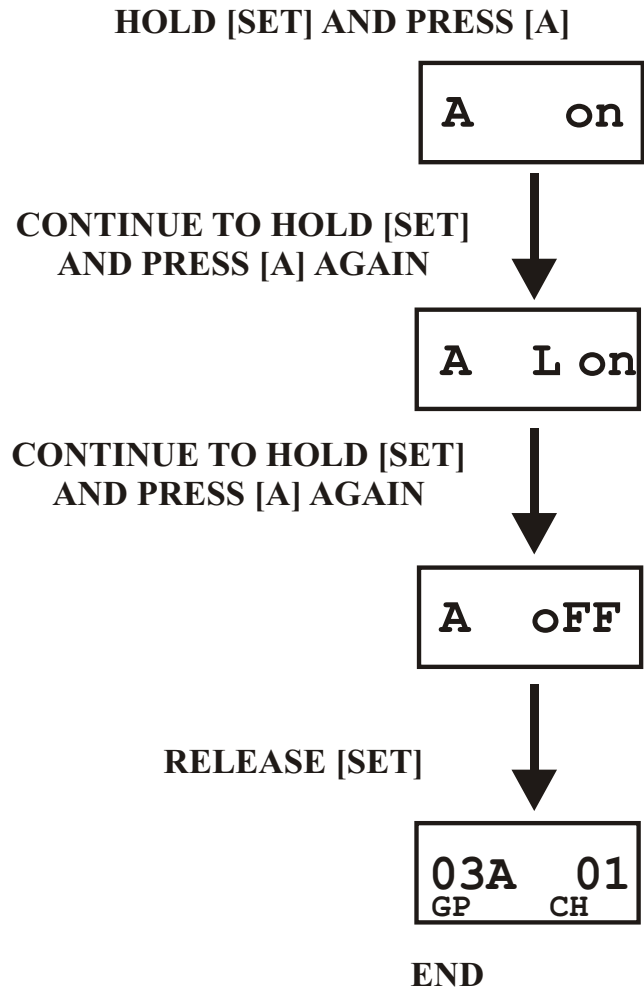 HOLD [SET] AND PRESS [A]
A on
CONTINUE TO HOLD [SET]
AND PRESS [A] AGAIN
A L on
CONTINUE TO HOLD [SET]
AND PRESS [A] AGAIN
A oFF
RELEASE [SET]
03A 01
GP CH
END